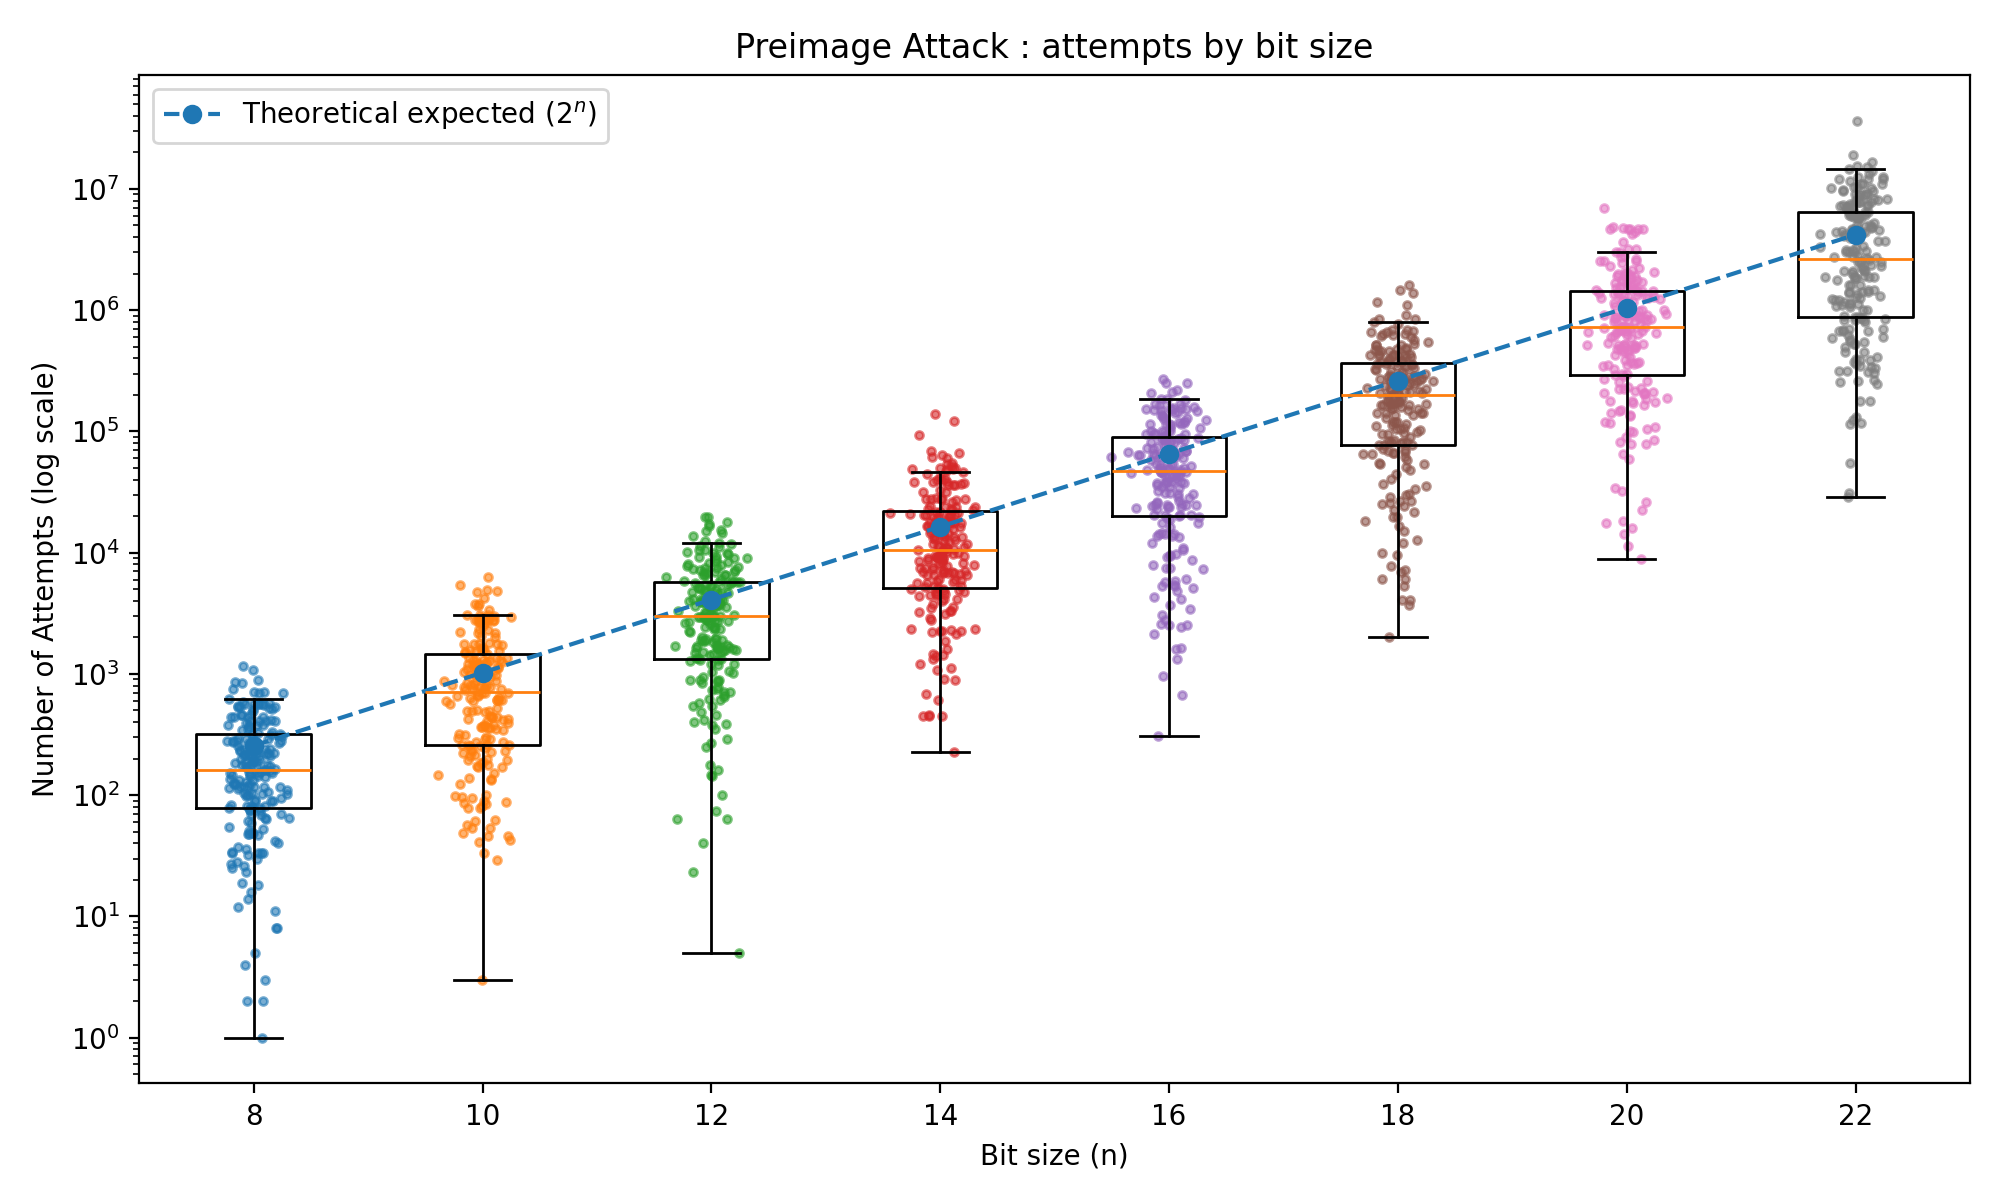 Preimage Attack : attempts by bit size
Theoretical expected (2ⁿ)
Number of Attempts (log scale)
10⁷
10⁶
10⁵
10⁴
10³
10²
10¹
10⁰
8 10 12 14 16 18 20 22
Bit size (n)